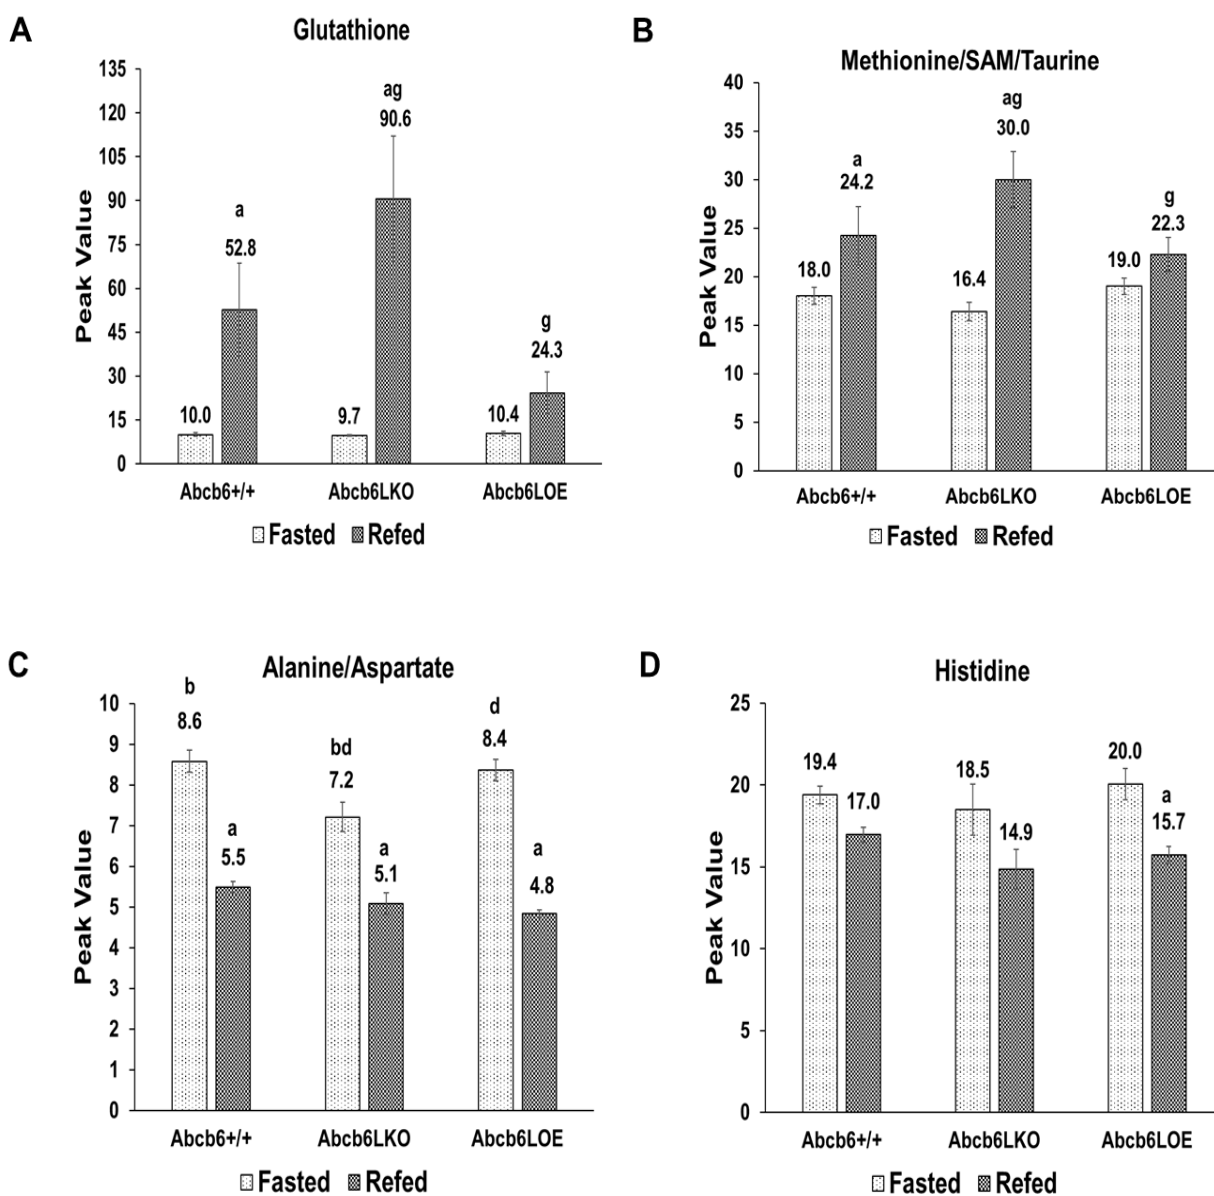 A
Glutathione
Peak Value
135
120
105
90
75
60
45
30
15
0
a
ag
g
10.0
52.8
9.7
90.6
10.4
24.3
Abcb6+/+ Abcb6LKO Abcb6LOE
Fasted Refed
B
Methionine/SAM/Taurine
Peak Value
40
35
30
25
20
15
10
5
0
a
ag
g
18.0
24.2
16.4
30.0
19.0
22.3
Abcb6+/+ Abcb6LKO Abcb6LOE
Fasted Refed
C
Alanine/Aspartate
Peak Value
10
9
8
7
6
5
4
3
2
1
0
b
8.6
a
5.5
bd
7.2
a
5.1
d
8.4
a
4.8
Abcb6+/+ Abcb6LKO Abcb6LOE
Fasted Refed
D
Histidine
Peak Value
25
20
15
10
5
0
19.4
17.0
18.5
14.9
20.0
a
15.7
Abcb6+/+ Abcb6LKO Abcb6LOE
Fasted Refed